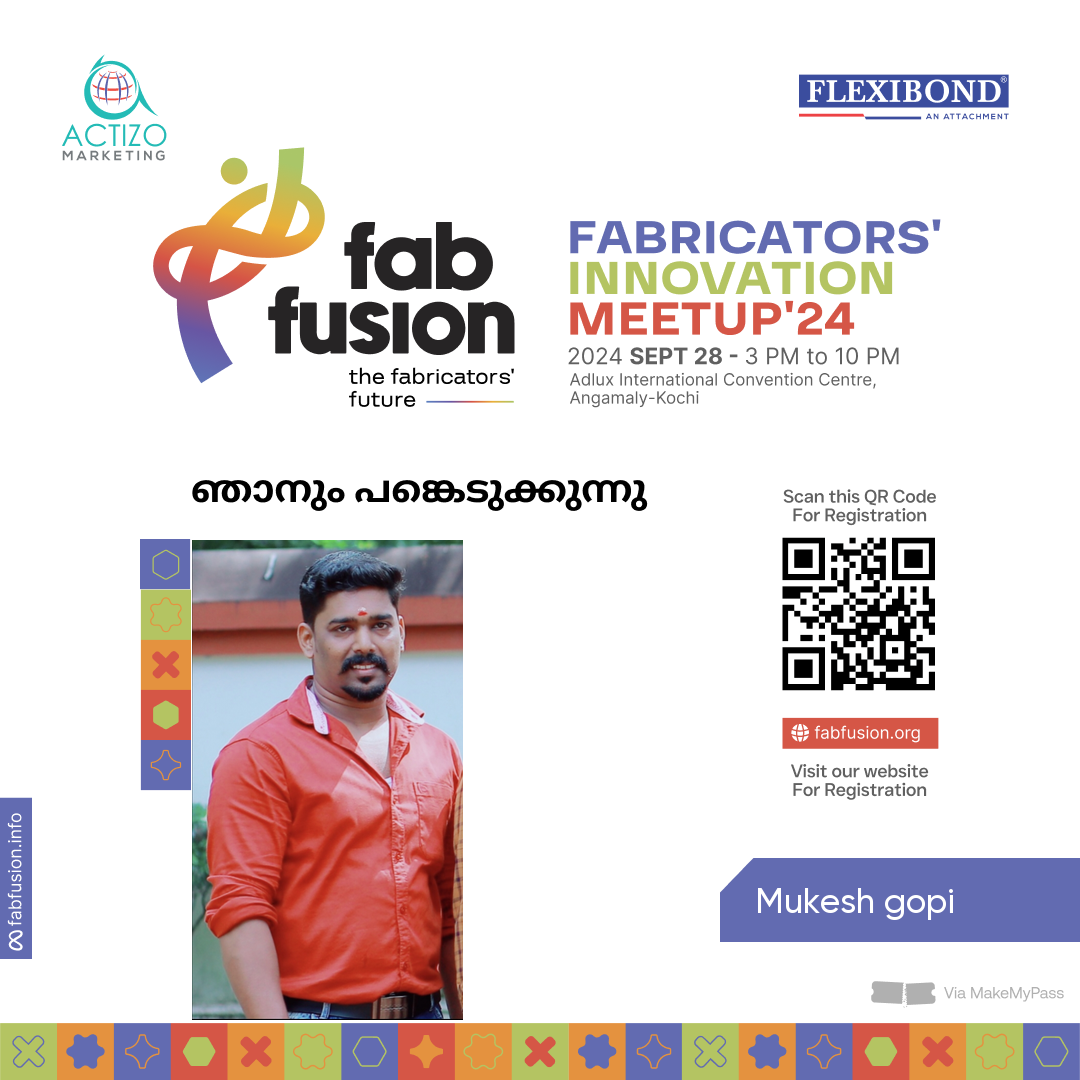 ACTIZO
MARKETING
FLEXIBOND®
AN ATTACHMENT
fab
fusion
the fabricators'
future
FABRICATORS'
INNOVATION
MEETUP'24
2024 SEPT 28 - 3 PM to 10 PM
Adlux International Convention Centre,
Angamaly-Kochi
ഞാനും പങ്കെടുക്കുന്നു
Scan this QR Code
For Registration
fabfusion.org
Visit our website
For Registration
fabfusion.info
Mukesh gopi
Via MakeMyPass